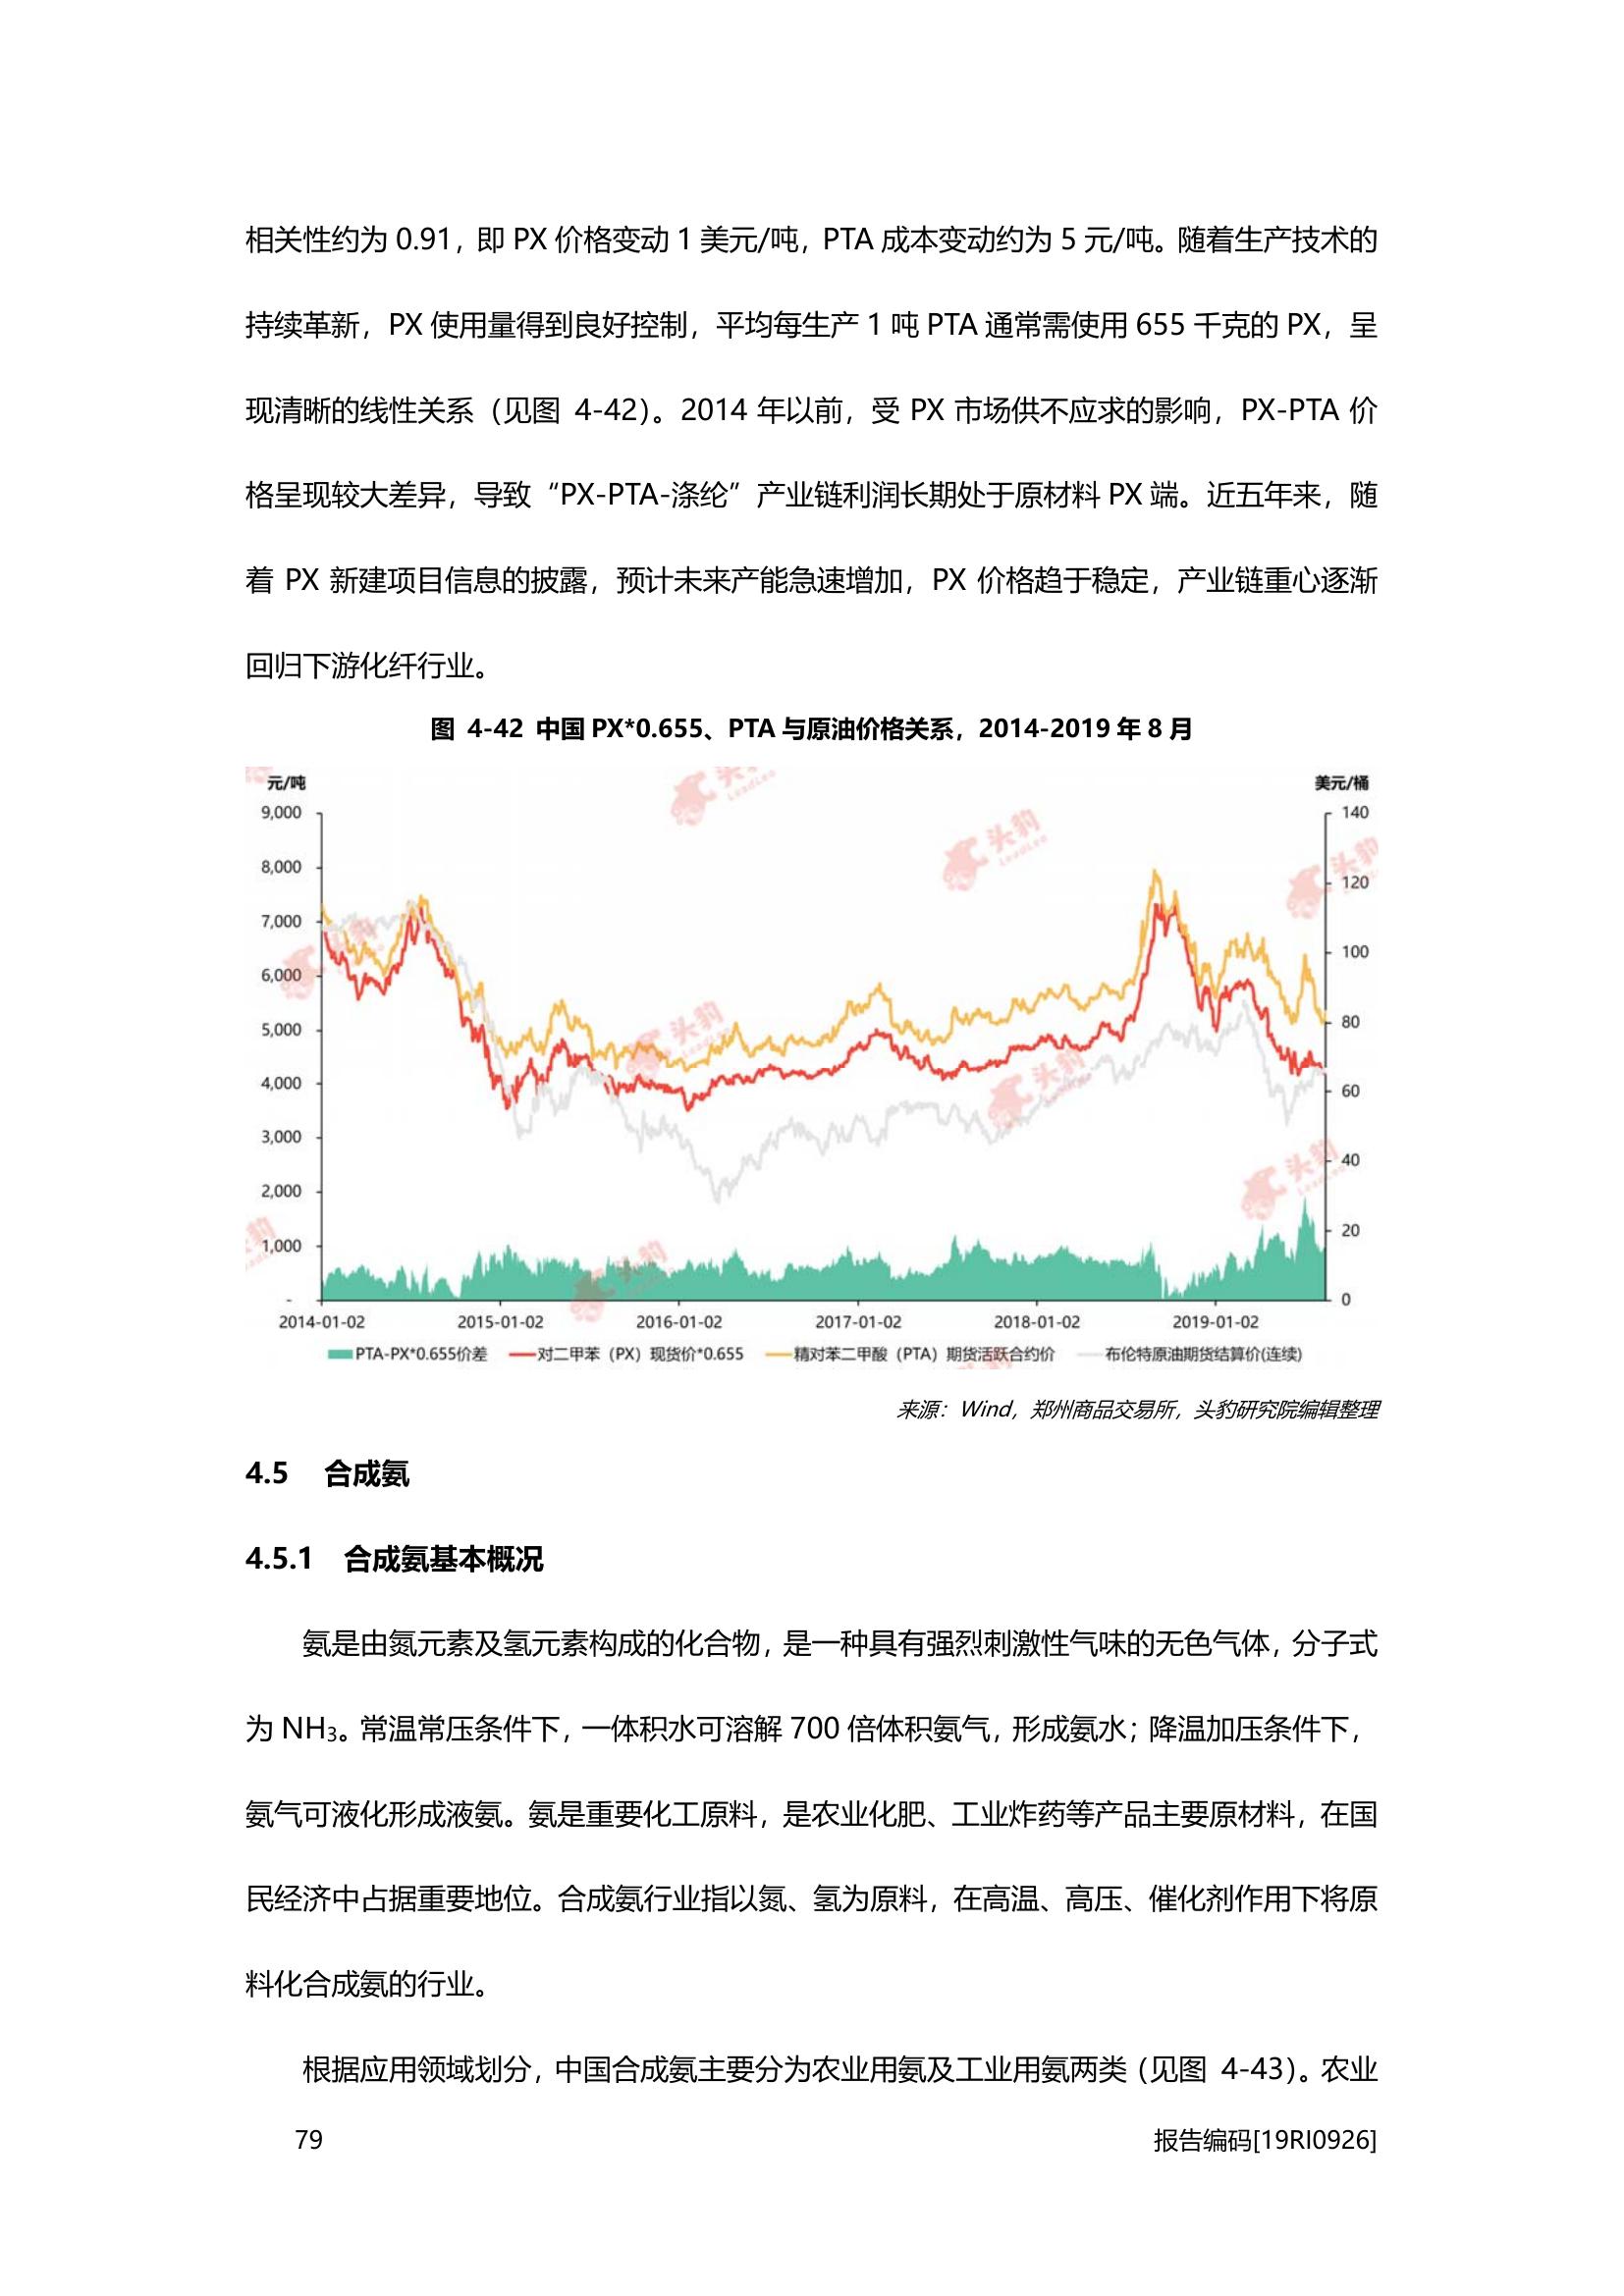 相关性约为 0.91，即 PX 价格变动 1 美元/吨，PTA 成本变动约为 5 元/吨。随着生产技术的
持续革新，PX 使用量得到良好控制，平均每生产 1 吨 PTA 通常需使用 655 千克的 PX，呈
现清晰的线性关系（见图 4-42）。2014 年以前，受 PX 市场供不应求的影响，PX-PTA 价
格呈现较大差异，导致“PX-PTA-涤纶”产业链利润长期处于原材料 PX 端。近五年来，随
着 PX 新建项目信息的披露，预计未来产能急速增加，PX 价格趋于稳定，产业链重心逐渐
回归下游化纤行业。
图 4-42 中国 PX*0.655、PTA 与原油价格关系，2014-2019 年 8 月
元/吨 美元/桶
9,000 140
8,000 120
7,000 100
6,000
5,000 80
4,000 60
3,000 40
2,000 20
1,000
- 0
2014-01-02 2015-01-02 2016-01-02 2017-01-02 2018-01-02 2019-01-02
PTA-PX*0.655价差 对二甲苯（PX）现货价*0.655 精对苯二甲酸（PTA）期货活跃合约价 布伦特原油期货结算价(连续)
头豹 LeadLeo
来源：Wind，郑州商品交易所，头豹研究院编辑整理
4.5 合成氨
4.5.1 合成氨基本概况
氨是由氮元素及氢元素构成的化合物，是一种具有强烈刺激性气味的无色气体，分子式
为 NH₃。常温常压条件下，一体积水可溶解 700 倍体积氨气，形成氨水；降温加压条件下，
氨气可液化形成液氨。氨是重要化工原料，是农业化肥、工业炸药等产品主要原材料，在国
民经济中占据重要地位。合成氨行业指以氮、氢为原料，在高温、高压、催化剂作用下将原
料化合成氨的行业。
根据应用领域划分，中国合成氨主要分为农业用氨及工业用氨两类（见图 4-43）。农业
79 报告编码[19RI0926]